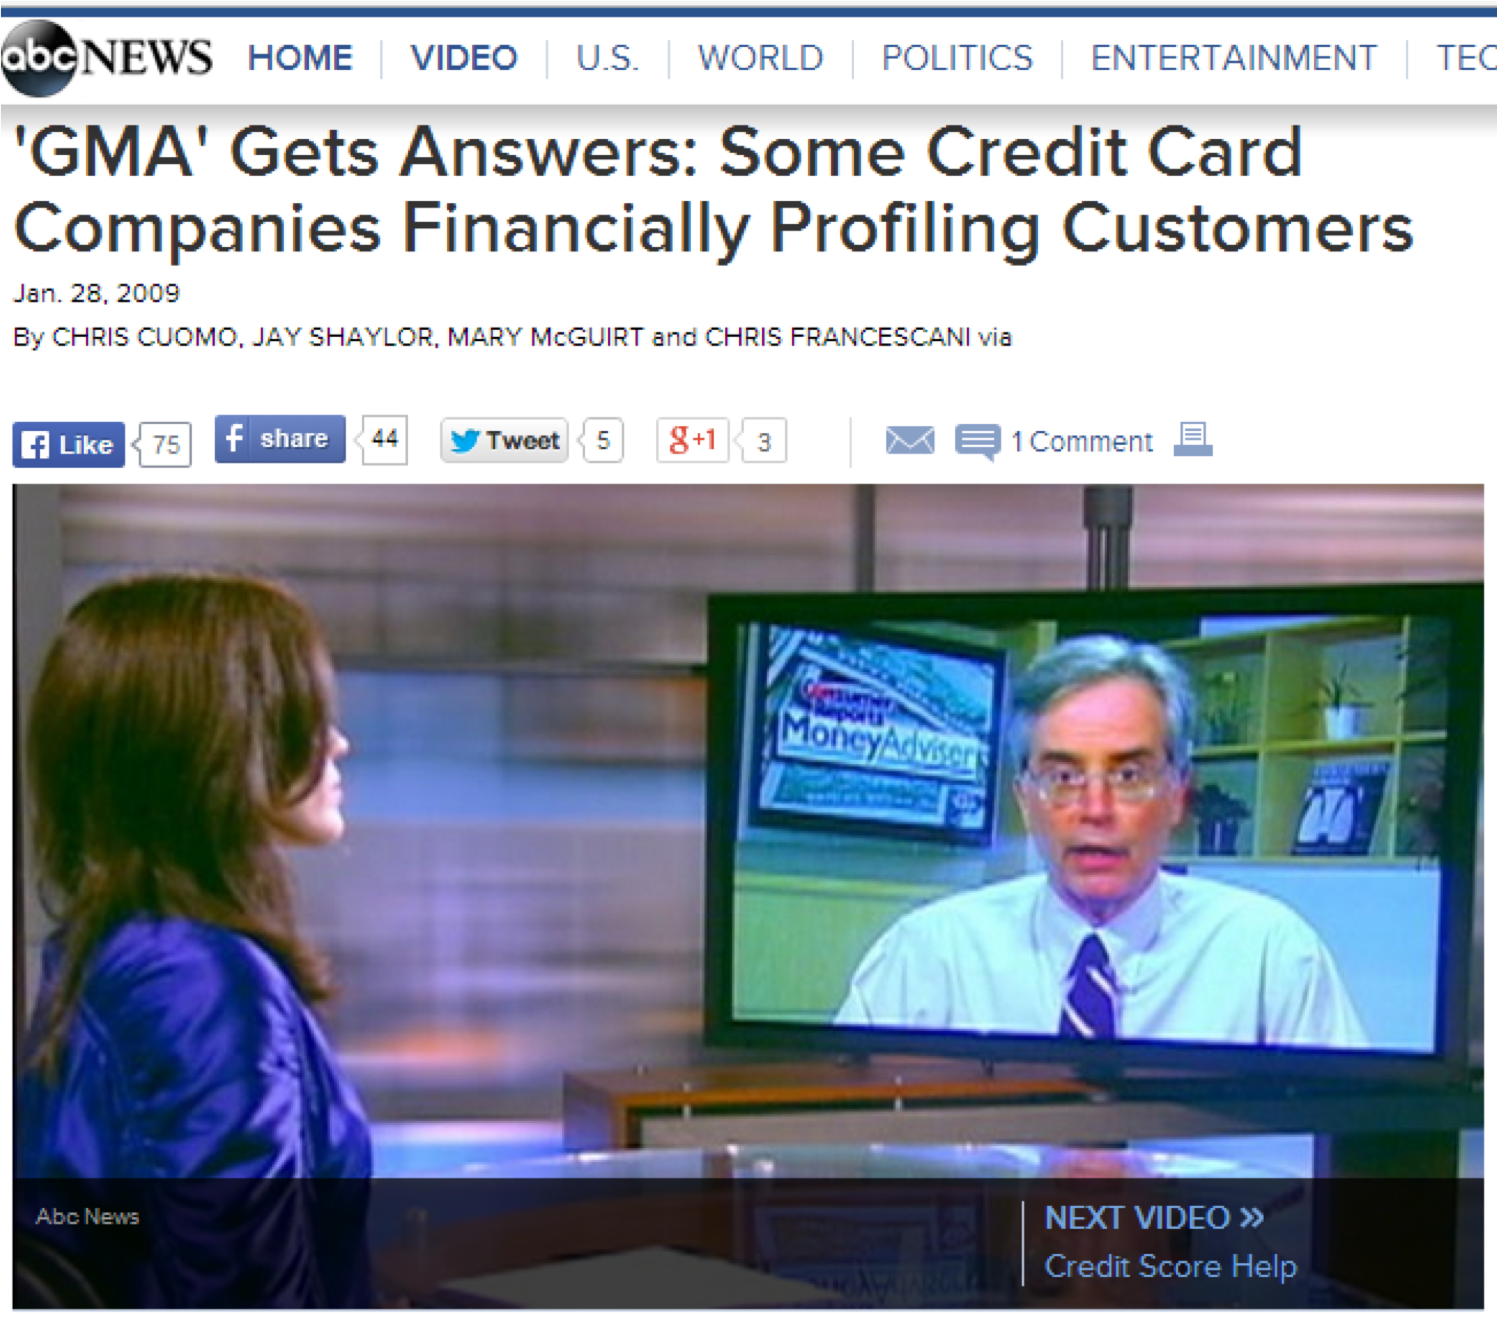 abc NEWS HOME VIDEO U.S. WORLD POLITICS ENTERTAINMENT TEC
'GMA' Gets Answers: Some Credit Card
Companies Financially Profiling Customers
Jan. 28, 2009
By CHRIS CUOMO, JAY SHAYLOR, MARY McGUIRT and CHRIS FRANCESCANI via
Like 75 share 44 Tweet 5 g+1 3 1 Comment
Consumer
Reports
MoneyAdviser
Abc News
NEXT VIDEO »
Credit Score Help